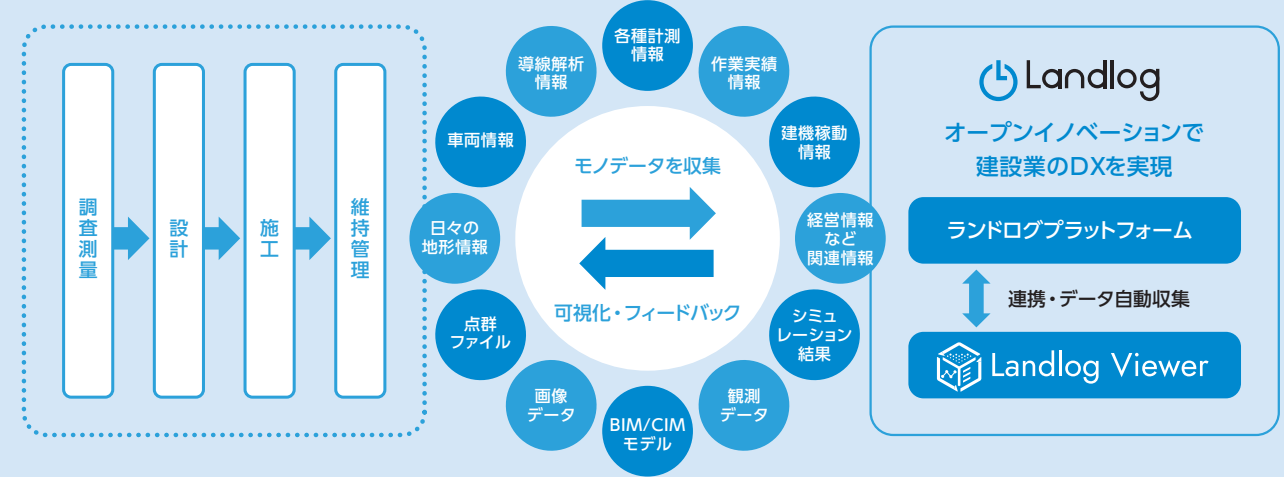 調査測量
設計
施工
維持管理
各種計測
情報
作業実績
情報
建機稼動
情報
経営情報
など
関連情報
シミュ
レーション
結果
観測
データ
BIM/CIM
モデル
画像
データ
点群
ファイル
日々の
地形情報
車両情報
導線解析
情報
モノデータを収集
可視化・フィードバック
Landlog
オープンイノベーションで
建設業のDXを実現
ランドログプラットフォーム
連携・データ自動収集
Landlog Viewer